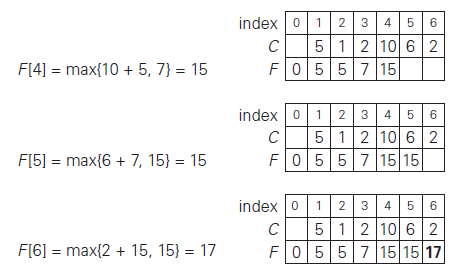 index 0 1 2 3 4 5 6
C 5 1 2 10 6 2
F[4] = max{10 + 5, 7} = 15 F 0 5 5 7 15
index 0 1 2 3 4 5 6
C 5 1 2 10 6 2
F[5] = max{6 + 7, 15} = 15 F 0 5 5 7 15 15
index 0 1 2 3 4 5 6
C 5 1 2 10 6 2
F[6] = max{2 + 15, 15} = 17 F 0 5 5 7 15 15 17